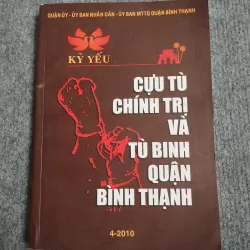 QUẬN ỦY - ỦY BAN NHÂN DÂN - ỦY BAN MTTQ QUẬN BÌNH THẠNH
KỶ YẾU
CỰU TÙ
CHÍNH TRỊ
VÀ
TÙ BINH
QUẬN
BÌNH THẠNH
4-2010